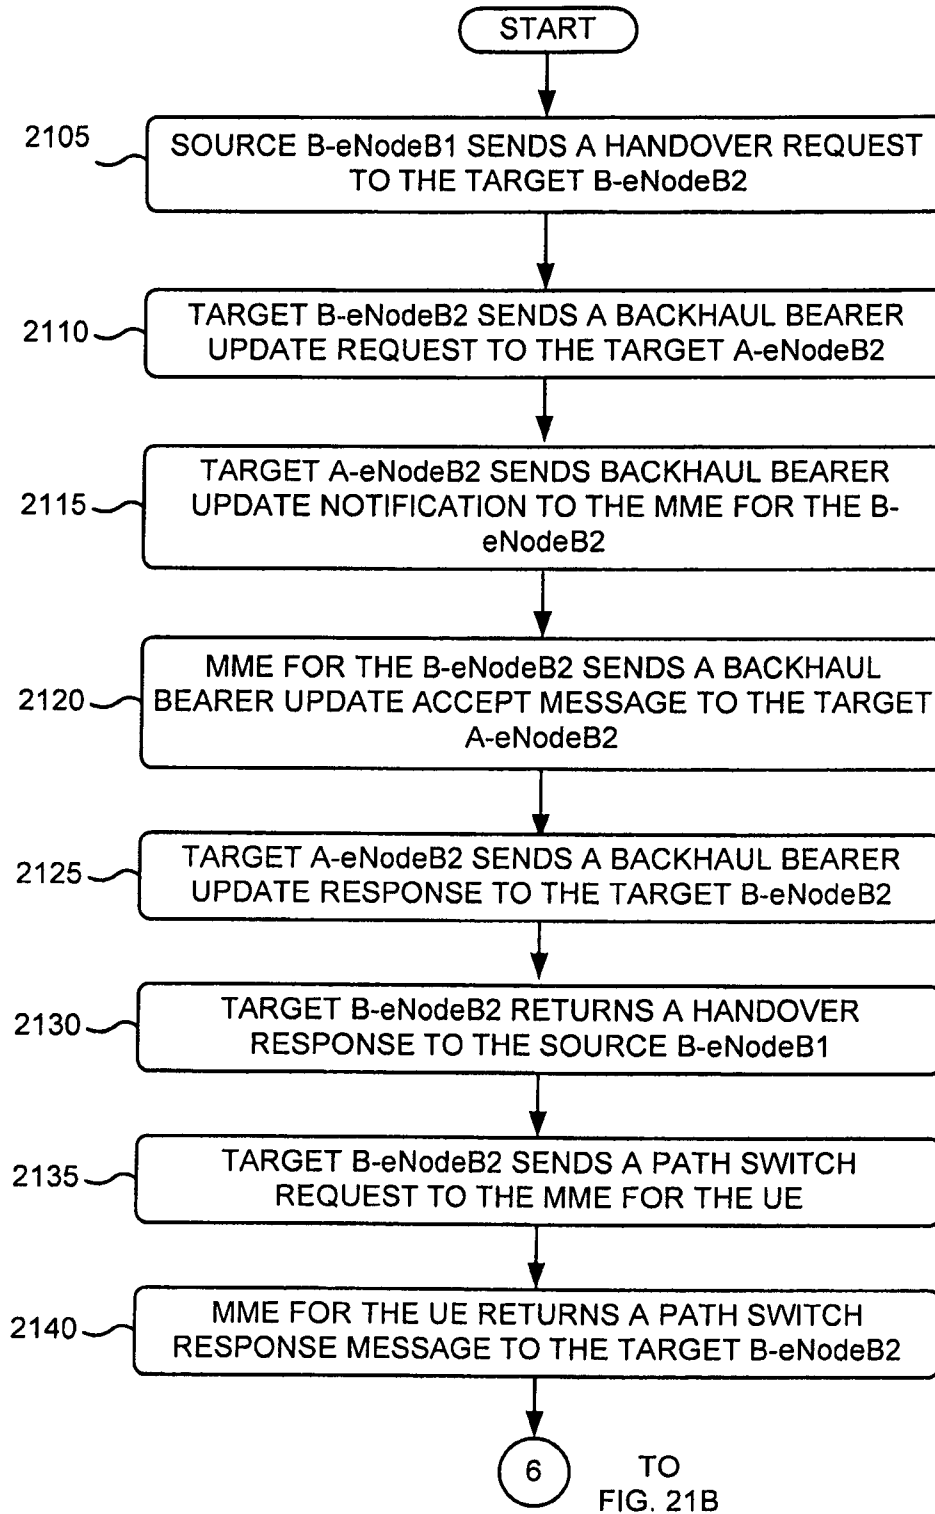 START
2105
SOURCE B-eNodeB1 SENDS A HANDOVER REQUEST
TO THE TARGET B-eNodeB2
2110
TARGET B-eNodeB2 SENDS A BACKHAUL BEARER
UPDATE REQUEST TO THE TARGET A-eNodeB2
2115
TARGET A-eNodeB2 SENDS BACKHAUL BEARER
UPDATE NOTIFICATION TO THE MME FOR THE B-
eNodeB2
2120
MME FOR THE B-eNodeB2 SENDS A BACKHAUL
BEARER UPDATE ACCEPT MESSAGE TO THE TARGET
A-eNodeB2
2125
TARGET A-eNodeB2 SENDS A BACKHAUL BEARER
UPDATE RESPONSE TO THE TARGET B-eNodeB2
2130
TARGET B-eNodeB2 RETURNS A HANDOVER
RESPONSE TO THE SOURCE B-eNodeB1
2135
TARGET B-eNodeB2 SENDS A PATH SWITCH
REQUEST TO THE MME FOR THE UE
2140
MME FOR THE UE RETURNS A PATH SWITCH
RESPONSE MESSAGE TO THE TARGET B-eNodeB2
6
TO
FIG. 21B